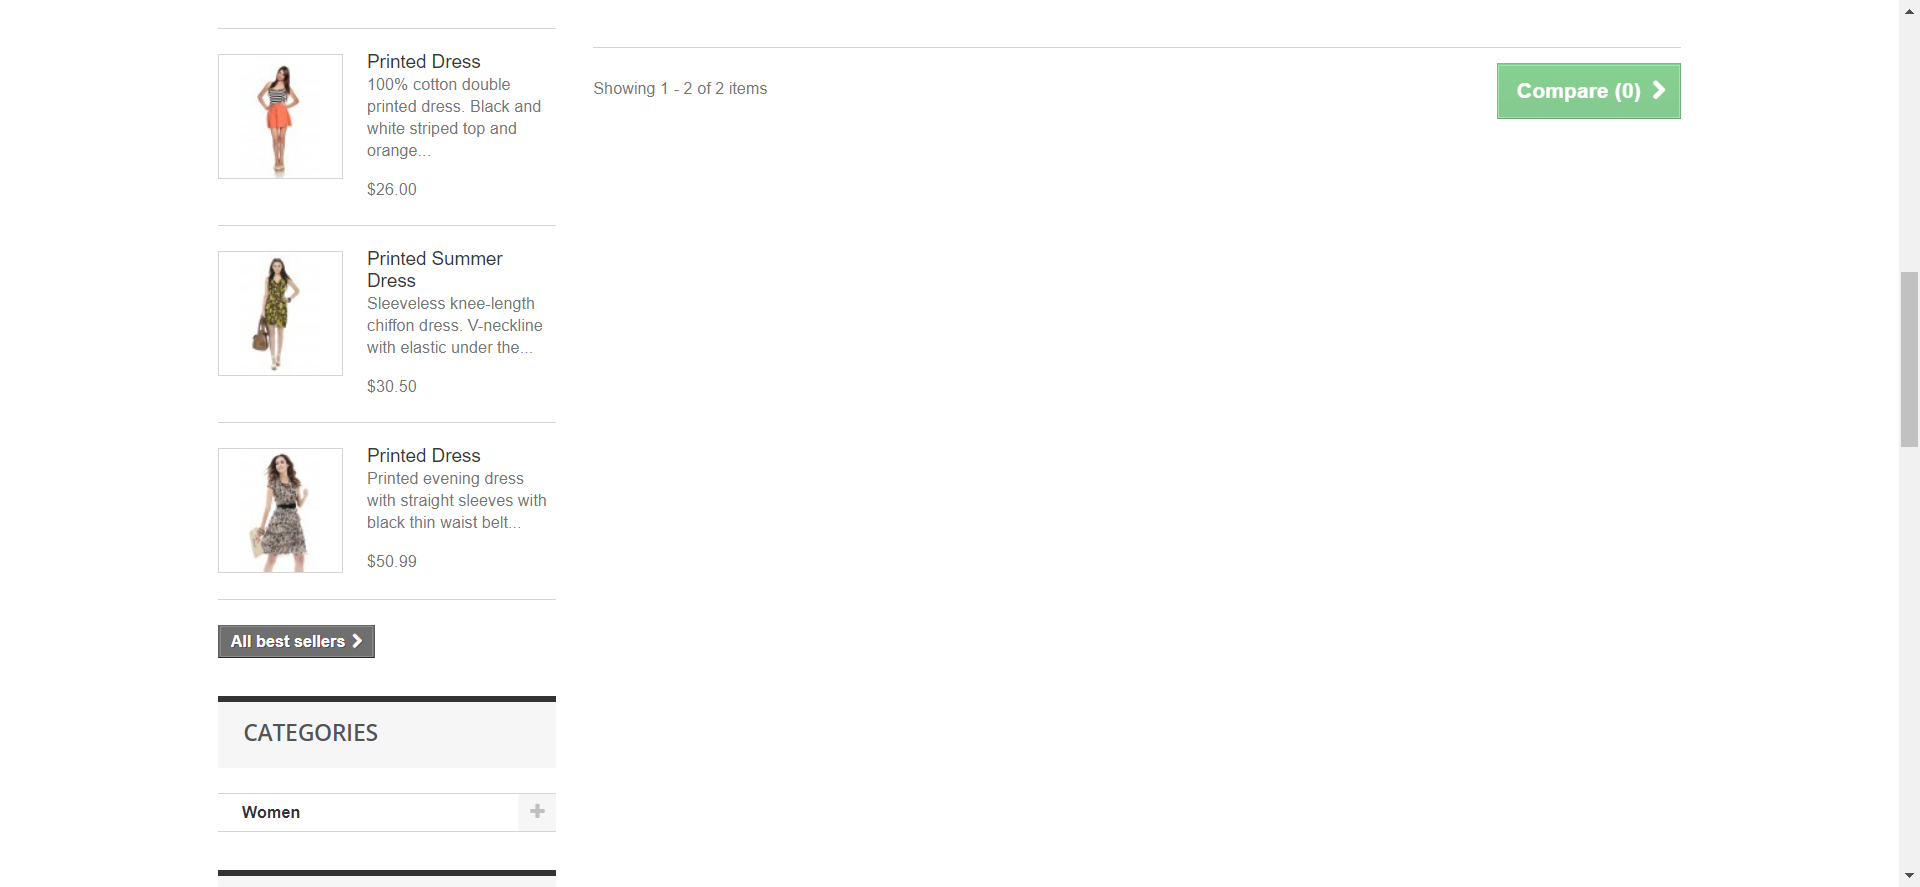 Printed Dress
100% cotton double
printed dress. Black and
white striped top and
orange...
$26.00
Printed Summer
Dress
Sleeveless knee-length
chiffon dress. V-neckline
with elastic under the...
$30.50
Printed Dress
Printed evening dress
with straight sleeves with
black thin waist belt...
$50.99
All best sellers
CATEGORIES
Women
Showing 1 - 2 of 2 items
Compare (0)